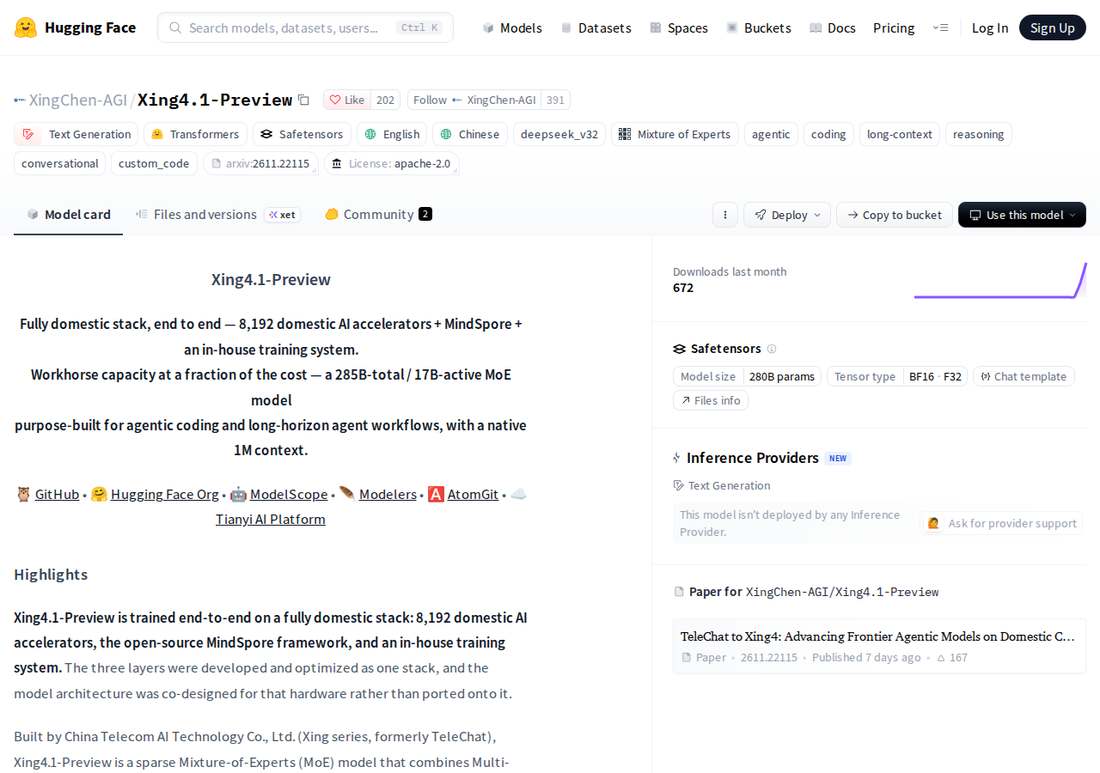 Hugging Face
Search models, datasets, users... Ctrl K
Models Datasets Spaces Buckets Docs Pricing Log In Sign Up
XingChen-AGI/Xing4.1-Preview Like 202 Follow XingChen-AGI 391
Text Generation Transformers Safetensors English Chinese deepseek_v32 Mixture of Experts agentic coding long-context reasoning
conversational custom_code arxiv:2611.22115 License: apache-2.0
Model card Files and versions xet Community 2
Deploy Copy to bucket Use this model
Xing4.1-Preview
Fully domestic stack, end to end — 8,192 domestic AI accelerators + MindSpore +
an in-house training system.
Workhorse capacity at a fraction of the cost — a 285B-total / 17B-active MoE
model
purpose-built for agentic coding and long-horizon agent workflows, with a native
1M context.
GitHub • Hugging Face Org • ModelScope • Modelers • AtomGit •
Tianyi AI Platform
Highlights
Xing4.1-Preview is trained end-to-end on a fully domestic stack: 8,192 domestic AI
accelerators, the open-source MindSpore framework, and an in-house training
system. The three layers were developed and optimized as one stack, and the
model architecture was co-designed for that hardware rather than ported onto it.
Built by China Telecom AI Technology Co., Ltd. (Xing series, formerly TeleChat),
Xing4.1-Preview is a sparse Mixture-of-Experts (MoE) model that combines Multi-
Downloads last month
672
Safetensors
Model size 280B params Tensor type BF16 · F32 Chat template
Files info
Inference Providers NEW
Text Generation
This model isn't deployed by any Inference
Provider.
Ask for provider support
Paper for XingChen-AGI/Xing4.1-Preview
TeleChat to Xing4: Advancing Frontier Agentic Models on Domestic C...
Paper • 2611.22115 • Published 7 days ago • 167